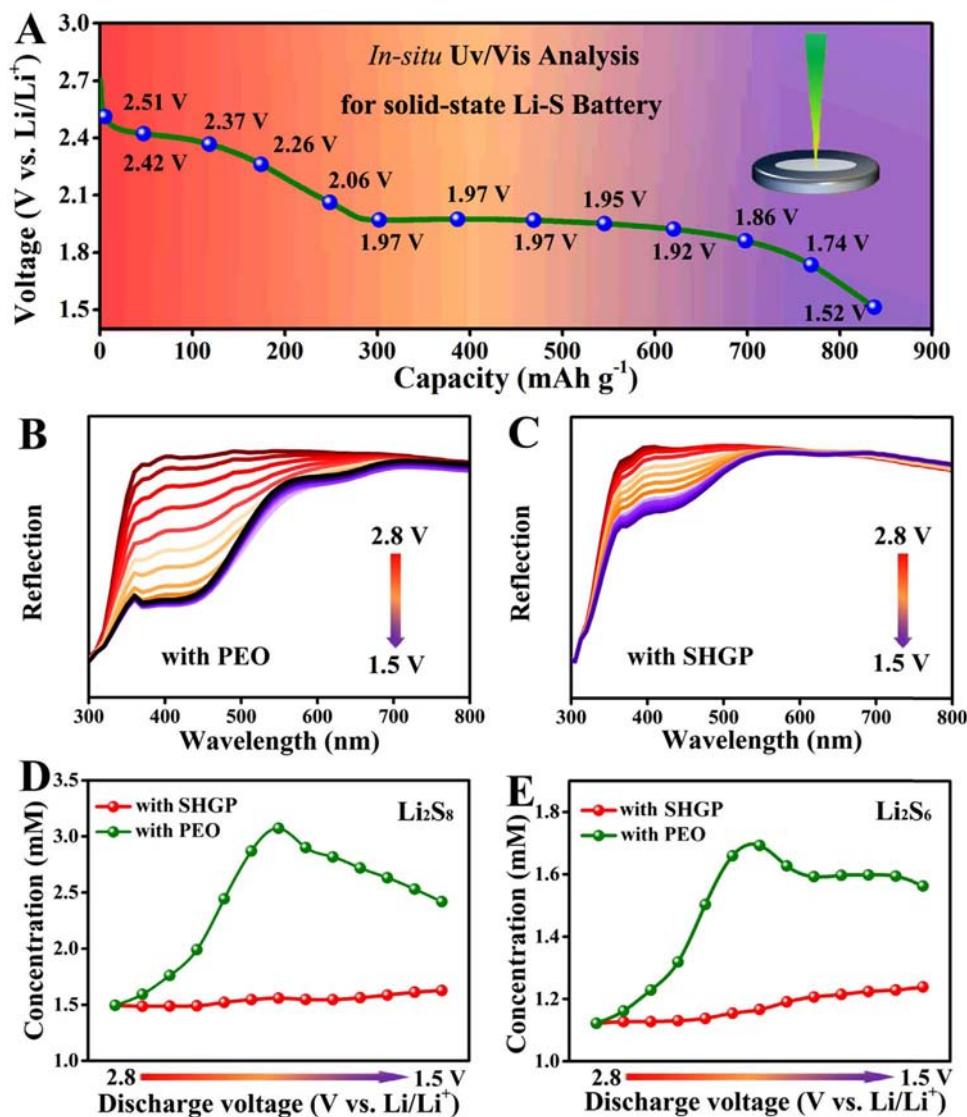 A
In-situ Uv/Vis Analysis
for solid-state Li-S Battery
Voltage (V vs. Li/Li⁺)
3.0
2.7
2.4
2.1
1.8
1.5
2.51 V
2.42 V
2.37 V
2.26 V
2.06 V
1.97 V
1.97 V
1.97 V
1.95 V
1.92 V
1.86 V
1.74 V
1.52 V
0 100 200 300 400 500 600 700 800 900
Capacity (mAh g⁻¹)
B
Reflection
2.8 V
1.5 V
with PEO
300 400 500 600 700 800
Wavelength (nm)
C
Reflection
2.8 V
1.5 V
with SHGP
300 400 500 600 700 800
Wavelength (nm)
D
Concentration (mM)
3.5
3.0
2.5
2.0
1.5
1.0
with SHGP
with PEO
Li₂S₈
2.8 1.5 V
Discharge voltage (V vs. Li/Li⁺)
E
Concentration (mM)
1.8
1.6
1.4
1.2
1.0
with SHGP
with PEO
Li₂S₆
2.8 1.5 V
Discharge voltage (V vs. Li/Li⁺)